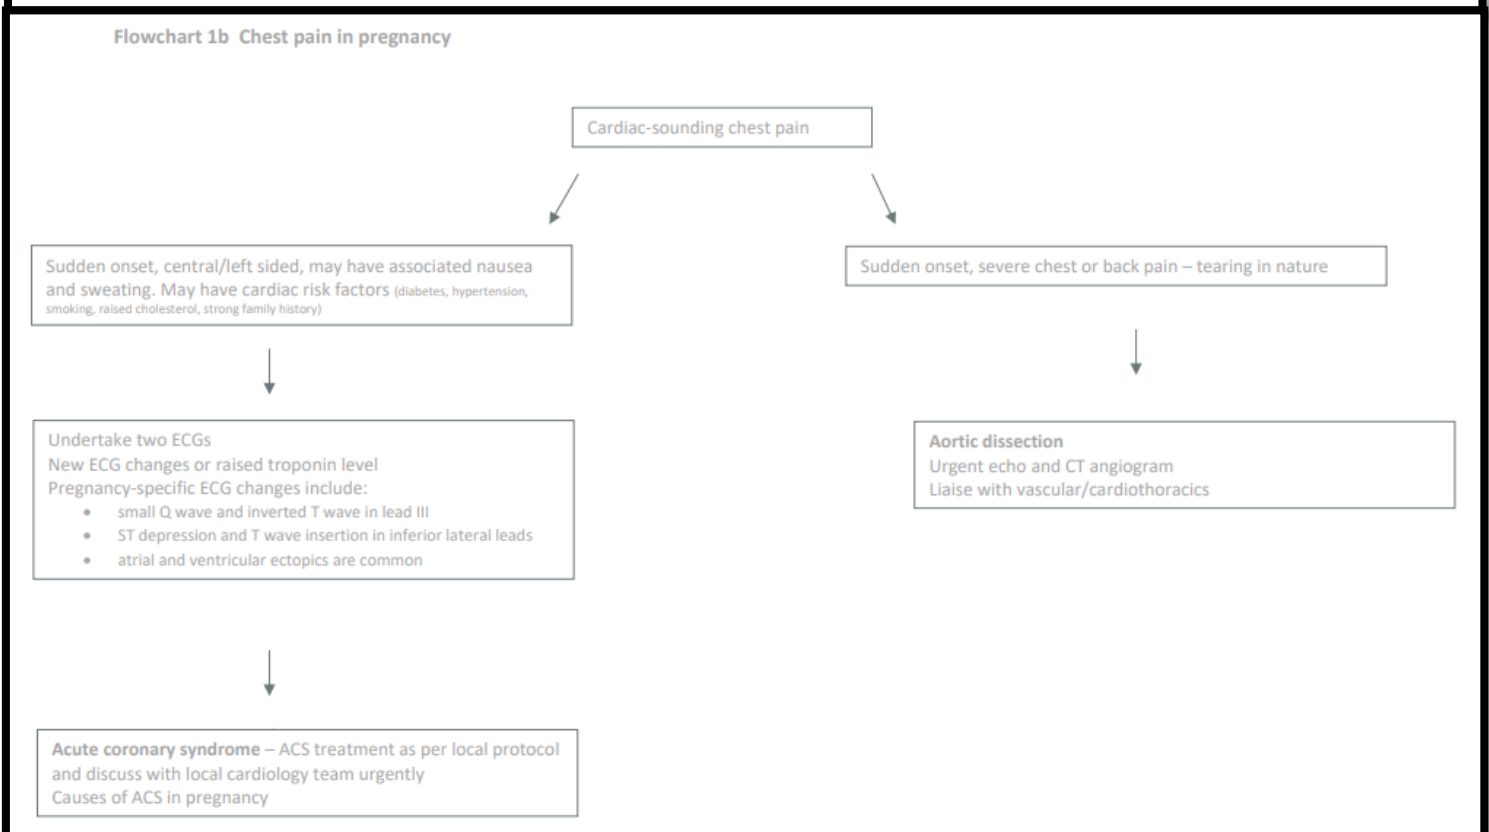 Flowchart 1b Chest pain in pregnancy
Cardiac-sounding chest pain
Sudden onset, central/left sided, may have associated nausea
and sweating. May have cardiac risk factors (diabetes, hypertension,
smoking, raised cholesterol, strong family history)
Sudden onset, severe chest or back pain – tearing in nature
Undertake two ECGs
New ECG changes or raised troponin level
Pregnancy-specific ECG changes include:
• small Q wave and inverted T wave in lead III
• ST depression and T wave insertion in inferior lateral leads
• atrial and ventricular ectopics are common
Aortic dissection
Urgent echo and CT angiogram
Liaise with vascular/cardiothoracics
Acute coronary syndrome – ACS treatment as per local protocol
and discuss with local cardiology team urgently
Causes of ACS in pregnancy